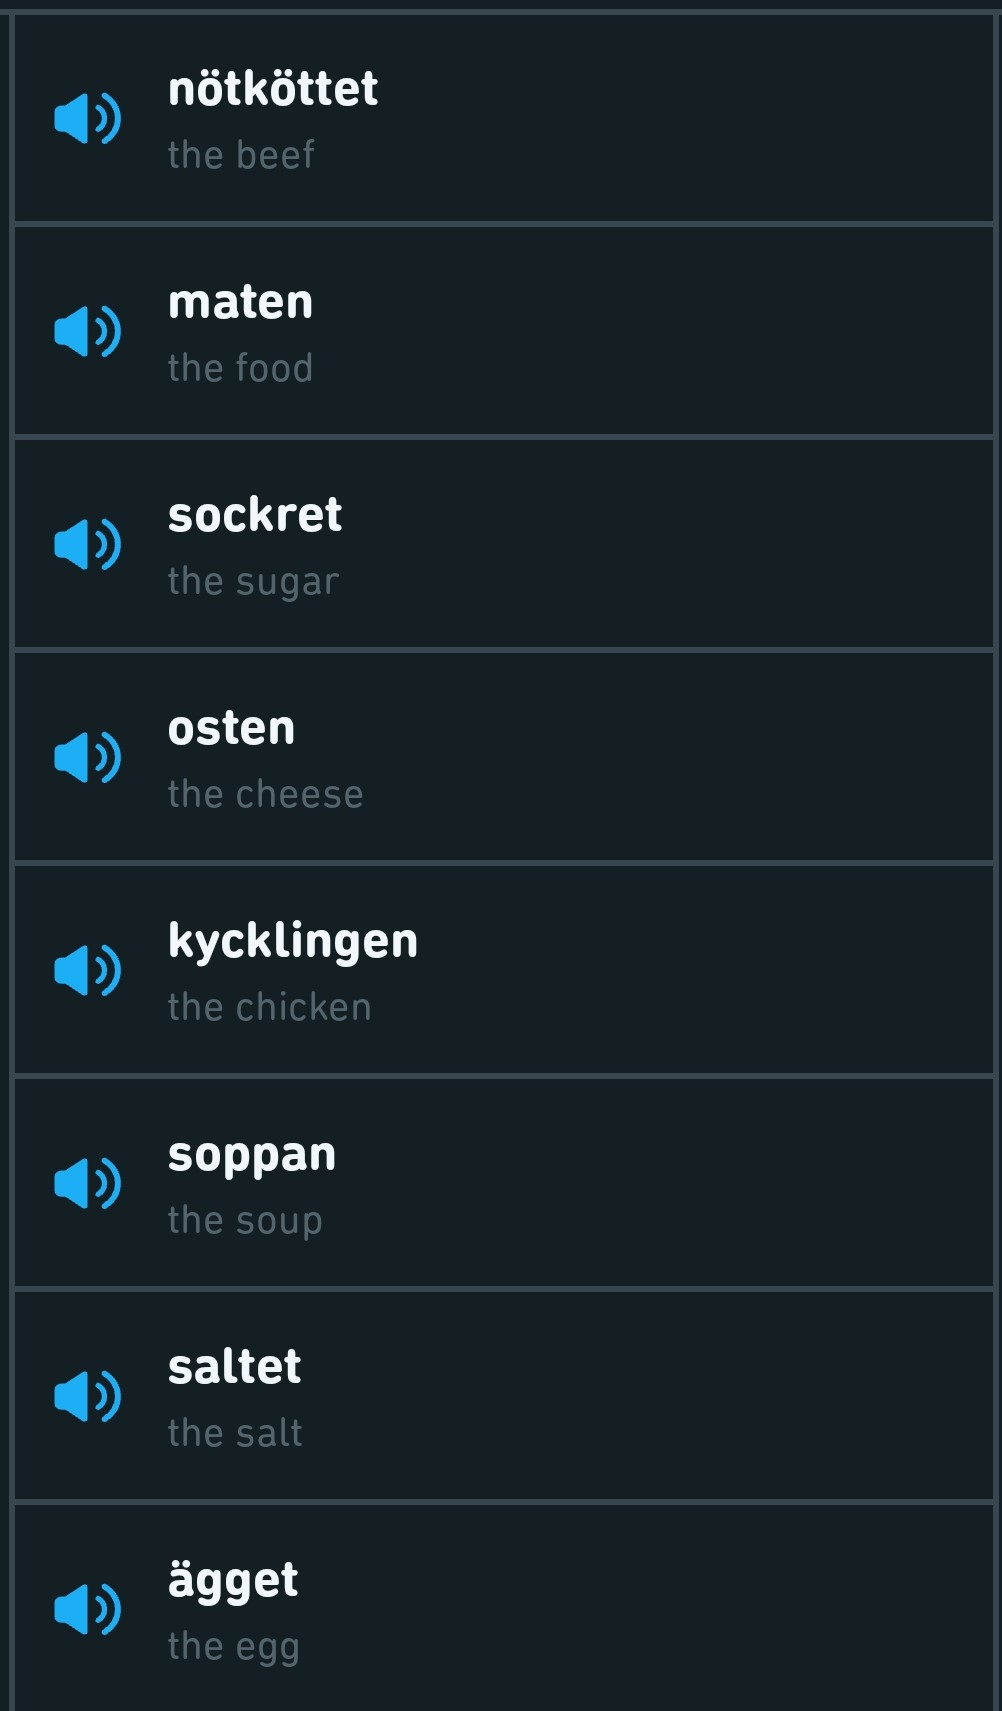 nötköttet
the beef
maten
the food
sockret
the sugar
osten
the cheese
kycklingen
the chicken
soppan
the soup
saltet
the salt
ägget
the egg